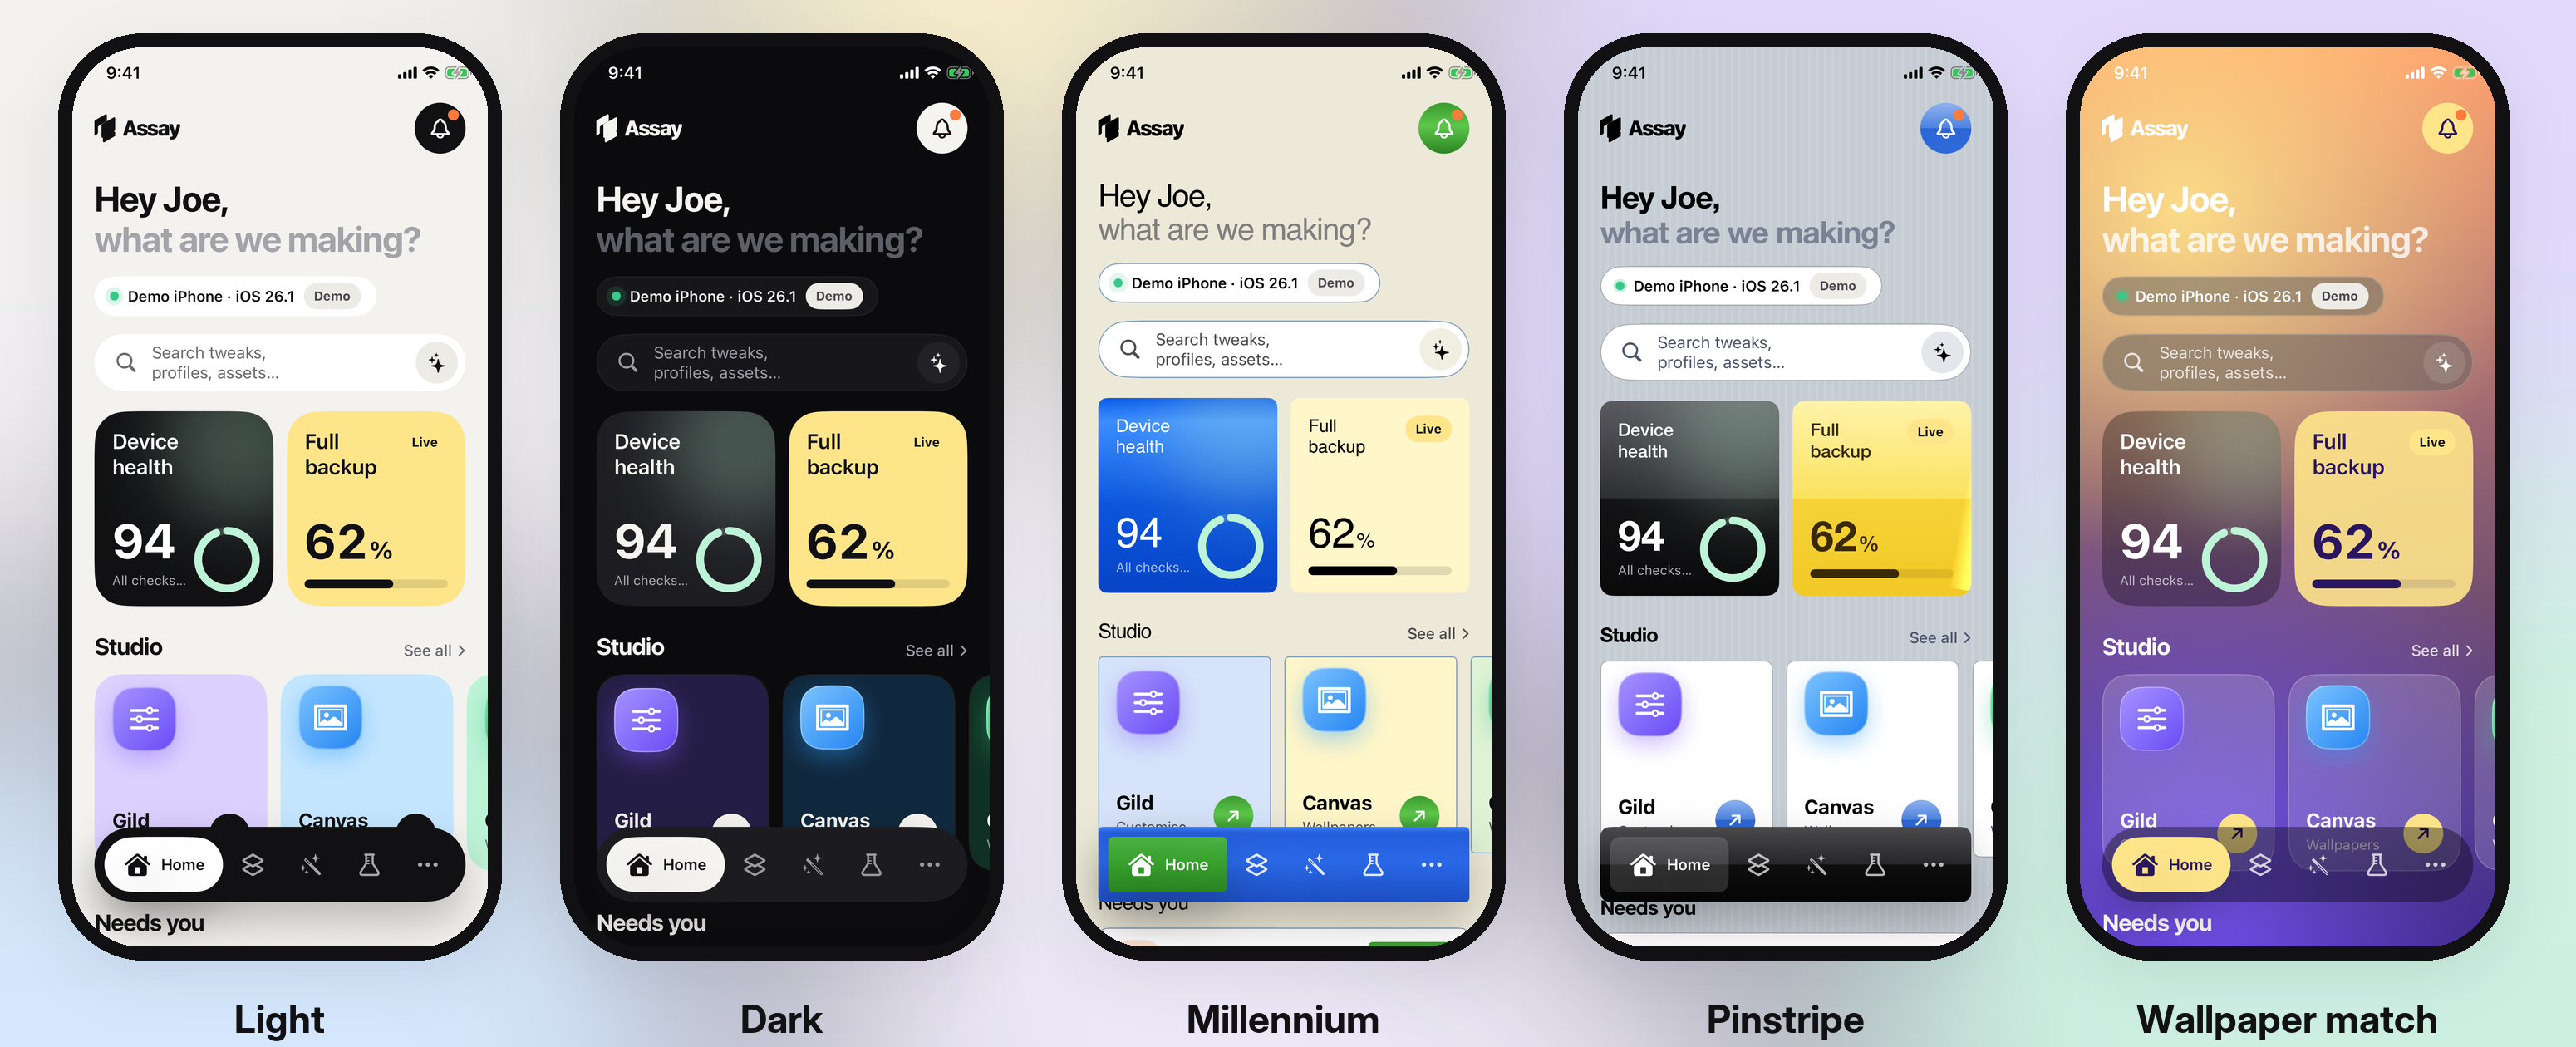 9:41
Assay
Hey Joe,
what are we making?
Demo iPhone · iOS 26.1 Demo
Search tweaks,
profiles, assets...
Device
health
94
All checks...
Full
backup
Live
62%
Studio
See all
Gild
Canvas
Home
Needs you
Light
9:41
Assay
Hey Joe,
what are we making?
Demo iPhone · iOS 26.1 Demo
Search tweaks,
profiles, assets...
Device
health
94
All checks...
Full
backup
Live
62%
Studio
See all
Gild
Canvas
Home
Needs you
Dark
9:41
Assay
Hey Joe,
what are we making?
Demo iPhone · iOS 26.1 Demo
Search tweaks,
profiles, assets...
Device
health
94
All checks...
Full
backup
Live
62%
Studio
See all
Gild
Customise
Canvas
Wallpapers
Home
Needs you
Millennium
9:41
Assay
Hey Joe,
what are we making?
Demo iPhone · iOS 26.1 Demo
Search tweaks,
profiles, assets...
Device
health
94
All checks...
Full
backup
Live
62%
Studio
See all
Gild
Canvas
Home
Needs you
Pinstripe
9:41
Assay
Hey Joe,
what are we making?
Demo iPhone · iOS 26.1 Demo
Search tweaks,
profiles, assets...
Device
health
94
All checks...
Full
backup
Live
62%
Studio
See all
Gild
Canvas
Wallpapers
Home
Needs you
Wallpaper match